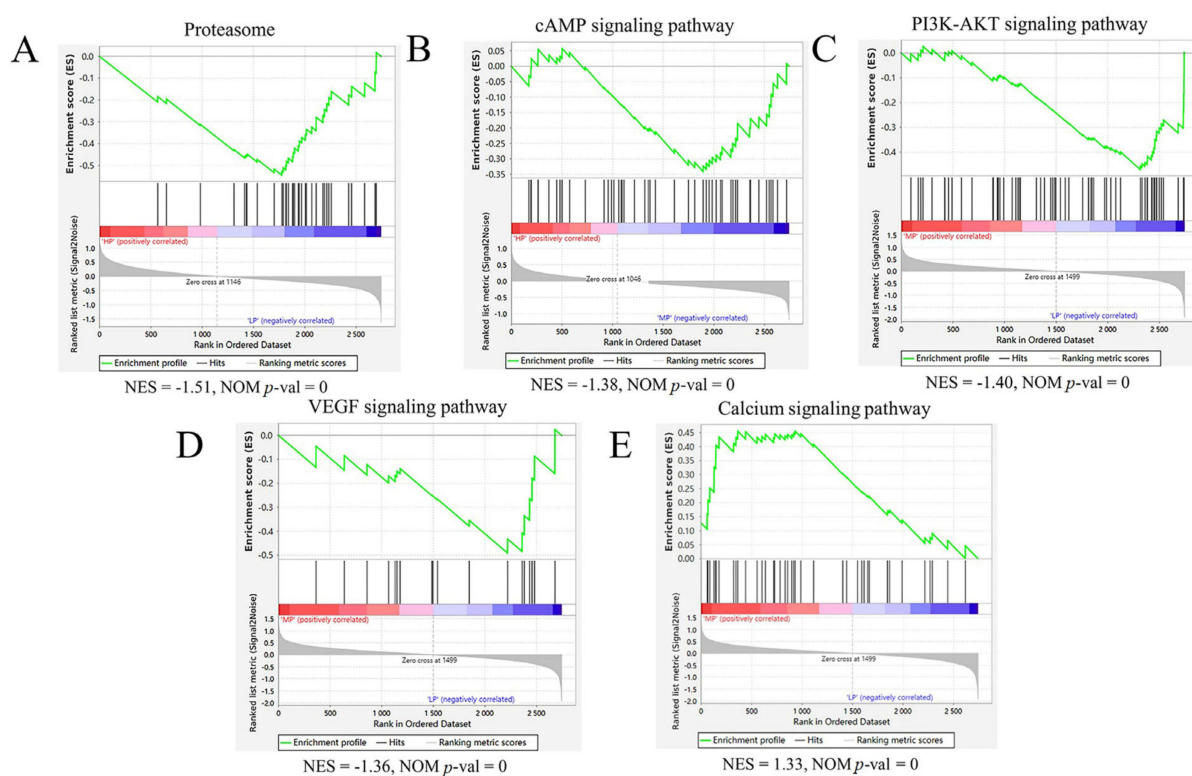 A
Proteasome
Enrichment score (ES)
0.0
-0.1
-0.2
-0.3
-0.4
-0.5
Ranked list metric (Signal2Noise)
'HP' (positively correlated)
1.0
0.5
0.0
-0.5
-1.0
-1.5
Zero cross at 1146
'LP' (negatively correlated)
0 500 1 000 1 500 2 000 2 500
Rank in Ordered Dataset
Enrichment profile Hits Ranking metric scores
NES = -1.51, NOM p-val = 0
B
cAMP signaling pathway
Enrichment score (ES)
0.05
0.00
-0.05
-0.10
-0.15
-0.20
-0.25
-0.30
-0.35
Ranked list metric (Signal2Noise)
'HP' (positively correlated)
0.5
0.0
-0.5
-1.0
Zero cross at 1046
'MP' (negatively correlated)
0 500 1 000 1 500 2 000 2 500
Rank in Ordered Dataset
Enrichment profile Hits Ranking metric scores
NES = -1.38, NOM p-val = 0
C
PI3K-AKT signaling pathway
Enrichment score (ES)
0.0
-0.1
-0.2
-0.3
-0.4
Ranked list metric (Signal2Noise)
'MP' (positively correlated)
1.5
1.0
0.5
0.0
-0.5
-1.0
-1.5
2.0
Zero cross at 1499
'LP' (negatively correlated)
0 500 1 000 1 500 2 000 2 500
Rank in Ordered Dataset
Enrichment profile Hits Ranking metric scores
NES = -1.40, NOM p-val = 0
D
VEGF signaling pathway
Enrichment score (ES)
0.0
-0.1
-0.2
-0.3
-0.4
-0.5
Ranked list metric (Signal2Noise)
'MP' (positively correlated)
1.5
1.0
0.5
0.0
-0.5
-1.0
-1.5
-2.0
Zero cross at 1499
'LP' (negatively correlated)
0 500 1 000 1 500 2 000 2 500
Rank in Ordered Dataset
Enrichment profile Hits Ranking metric scores
NES = -1.36, NOM p-val = 0
E
Calcium signaling pathway
Enrichment score (ES)
0.45
0.40
0.35
0.30
0.25
0.20
0.15
0.10
0.05
0.00
Ranked list metric (Signal2Noise)
'MP' (positively correlated)
1.5
1.0
0.5
0.0
-0.5
-1.0
-1.5
-2.0
Zero cross at 1499
'LP' (negatively correlated)
0 500 1 000 1 500 2 000 2 500
Rank in Ordered Dataset
Enrichment profile Hits Ranking metric scores
NES = 1.33, NOM p-val = 0